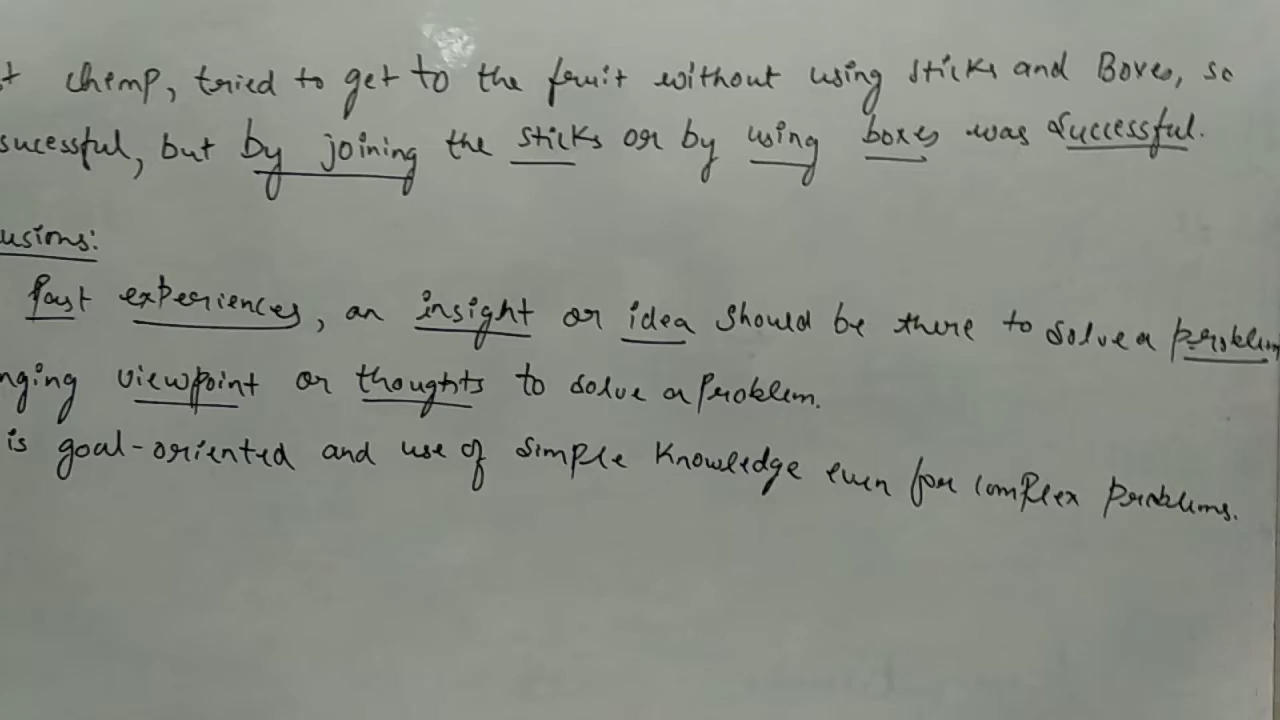 chimp, tried to get to the fruit without using sticks and Boxes, so
sucessful, but by joining the sticks or by using boxes was Successful.
usions:
Past experiences, an insight or idea should be there to solve a problem
nging viewpoint or thoughts to solve a Problem.
is goal-oriented and use of simple Knowledge even for complex problems.